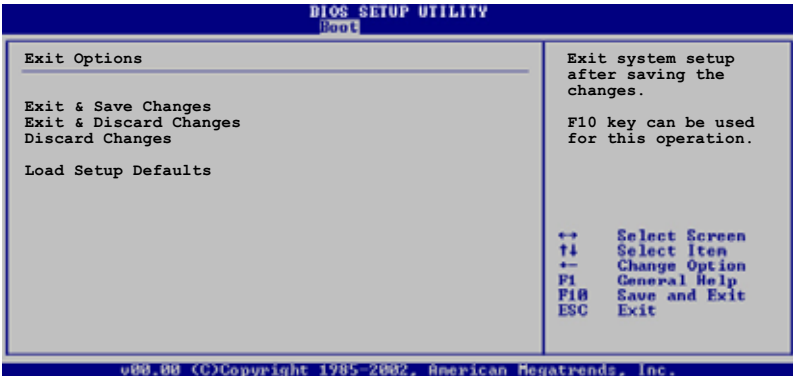 BIOS SETUP UTILITY
Boot
Exit Options
Exit & Save Changes
Exit & Discard Changes
Discard Changes
Load Setup Defaults
Exit system setup
after saving the
changes.
F10 key can be used
for this operation.
↔ Select Screen
↑↓ Select Item
+- Change Option
F1 General Help
F10 Save and Exit
ESC Exit
v00.00 (C)Copyright 1985-2002, American Megatrends, Inc.